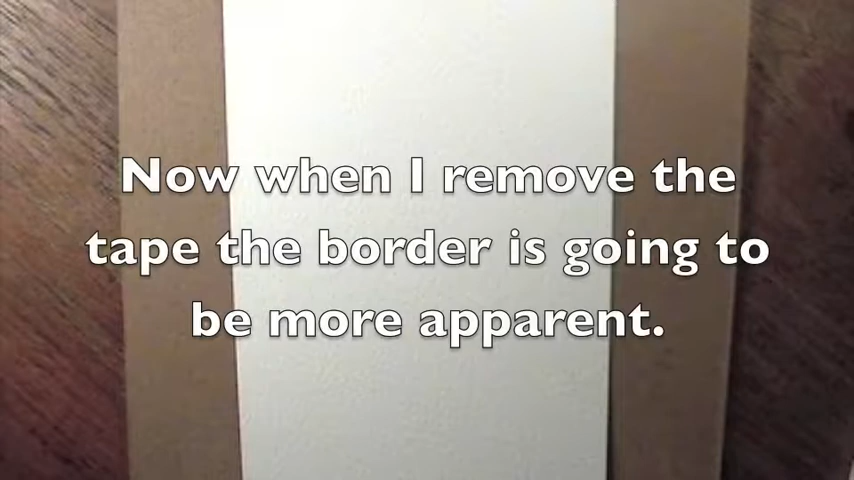 Now when I remove the
tape the border is going to
be more apparent.